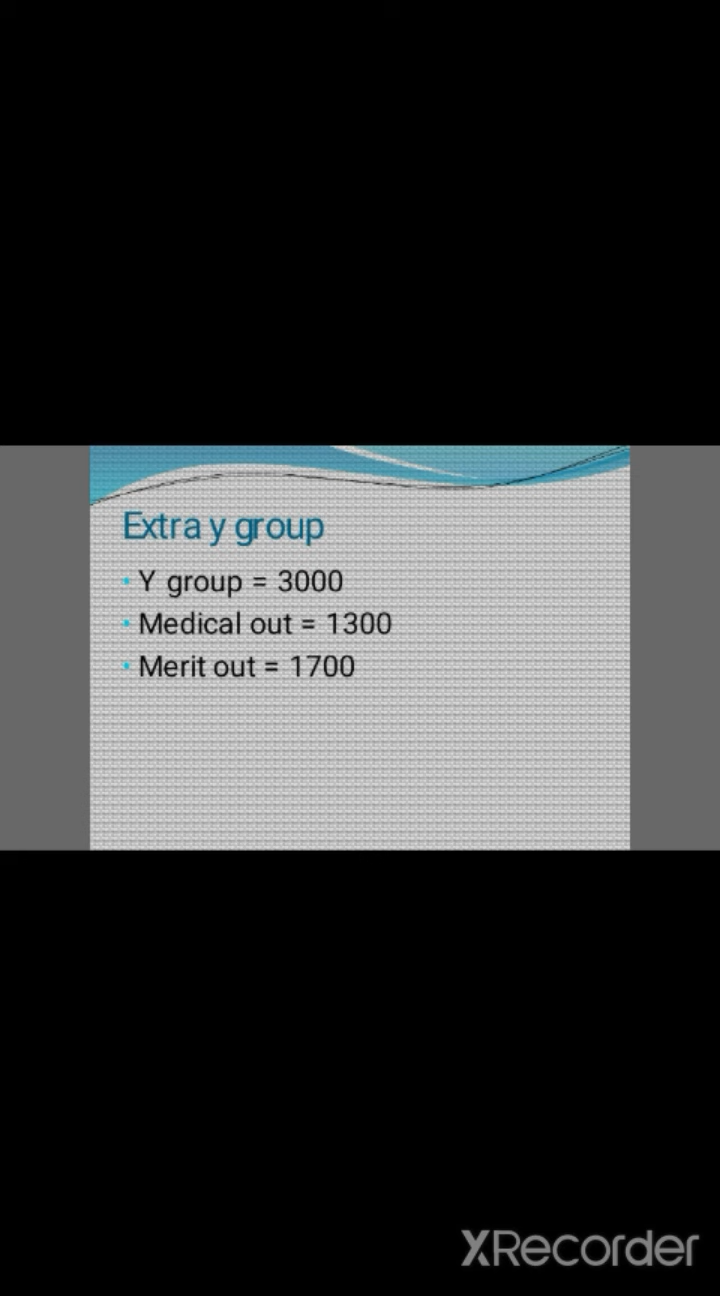 Extra y group
• Y group = 3000
• Medical out = 1300
• Merit out = 1700
XRecorder